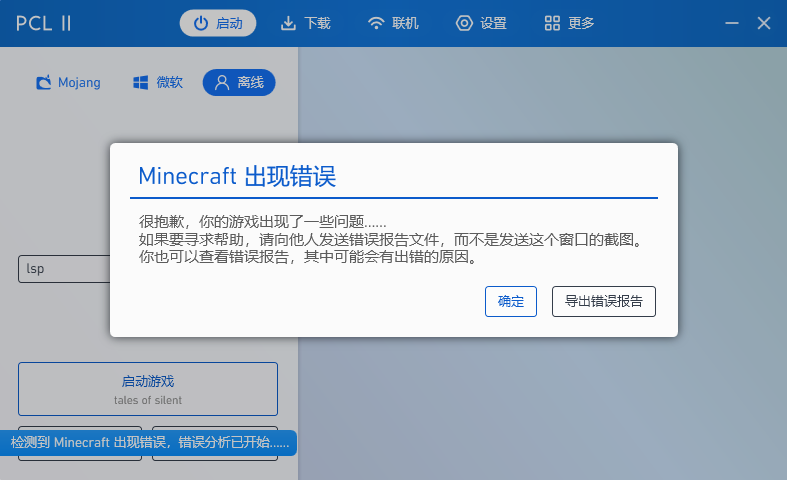 PCL II
启动
下载
联机
设置
更多
Mojang
微软
离线
Minecraft 出现错误
很抱歉，你的游戏出现了一些问题……
如果要寻求帮助，请向他人发送错误报告文件，而不是发送这个窗口的截图。
你也可以查看错误报告，其中可能会有出错的原因。
确定
导出错误报告
lsp
启动游戏
tales of silent
检测到 Minecraft 出现错误，错误分析已开始……